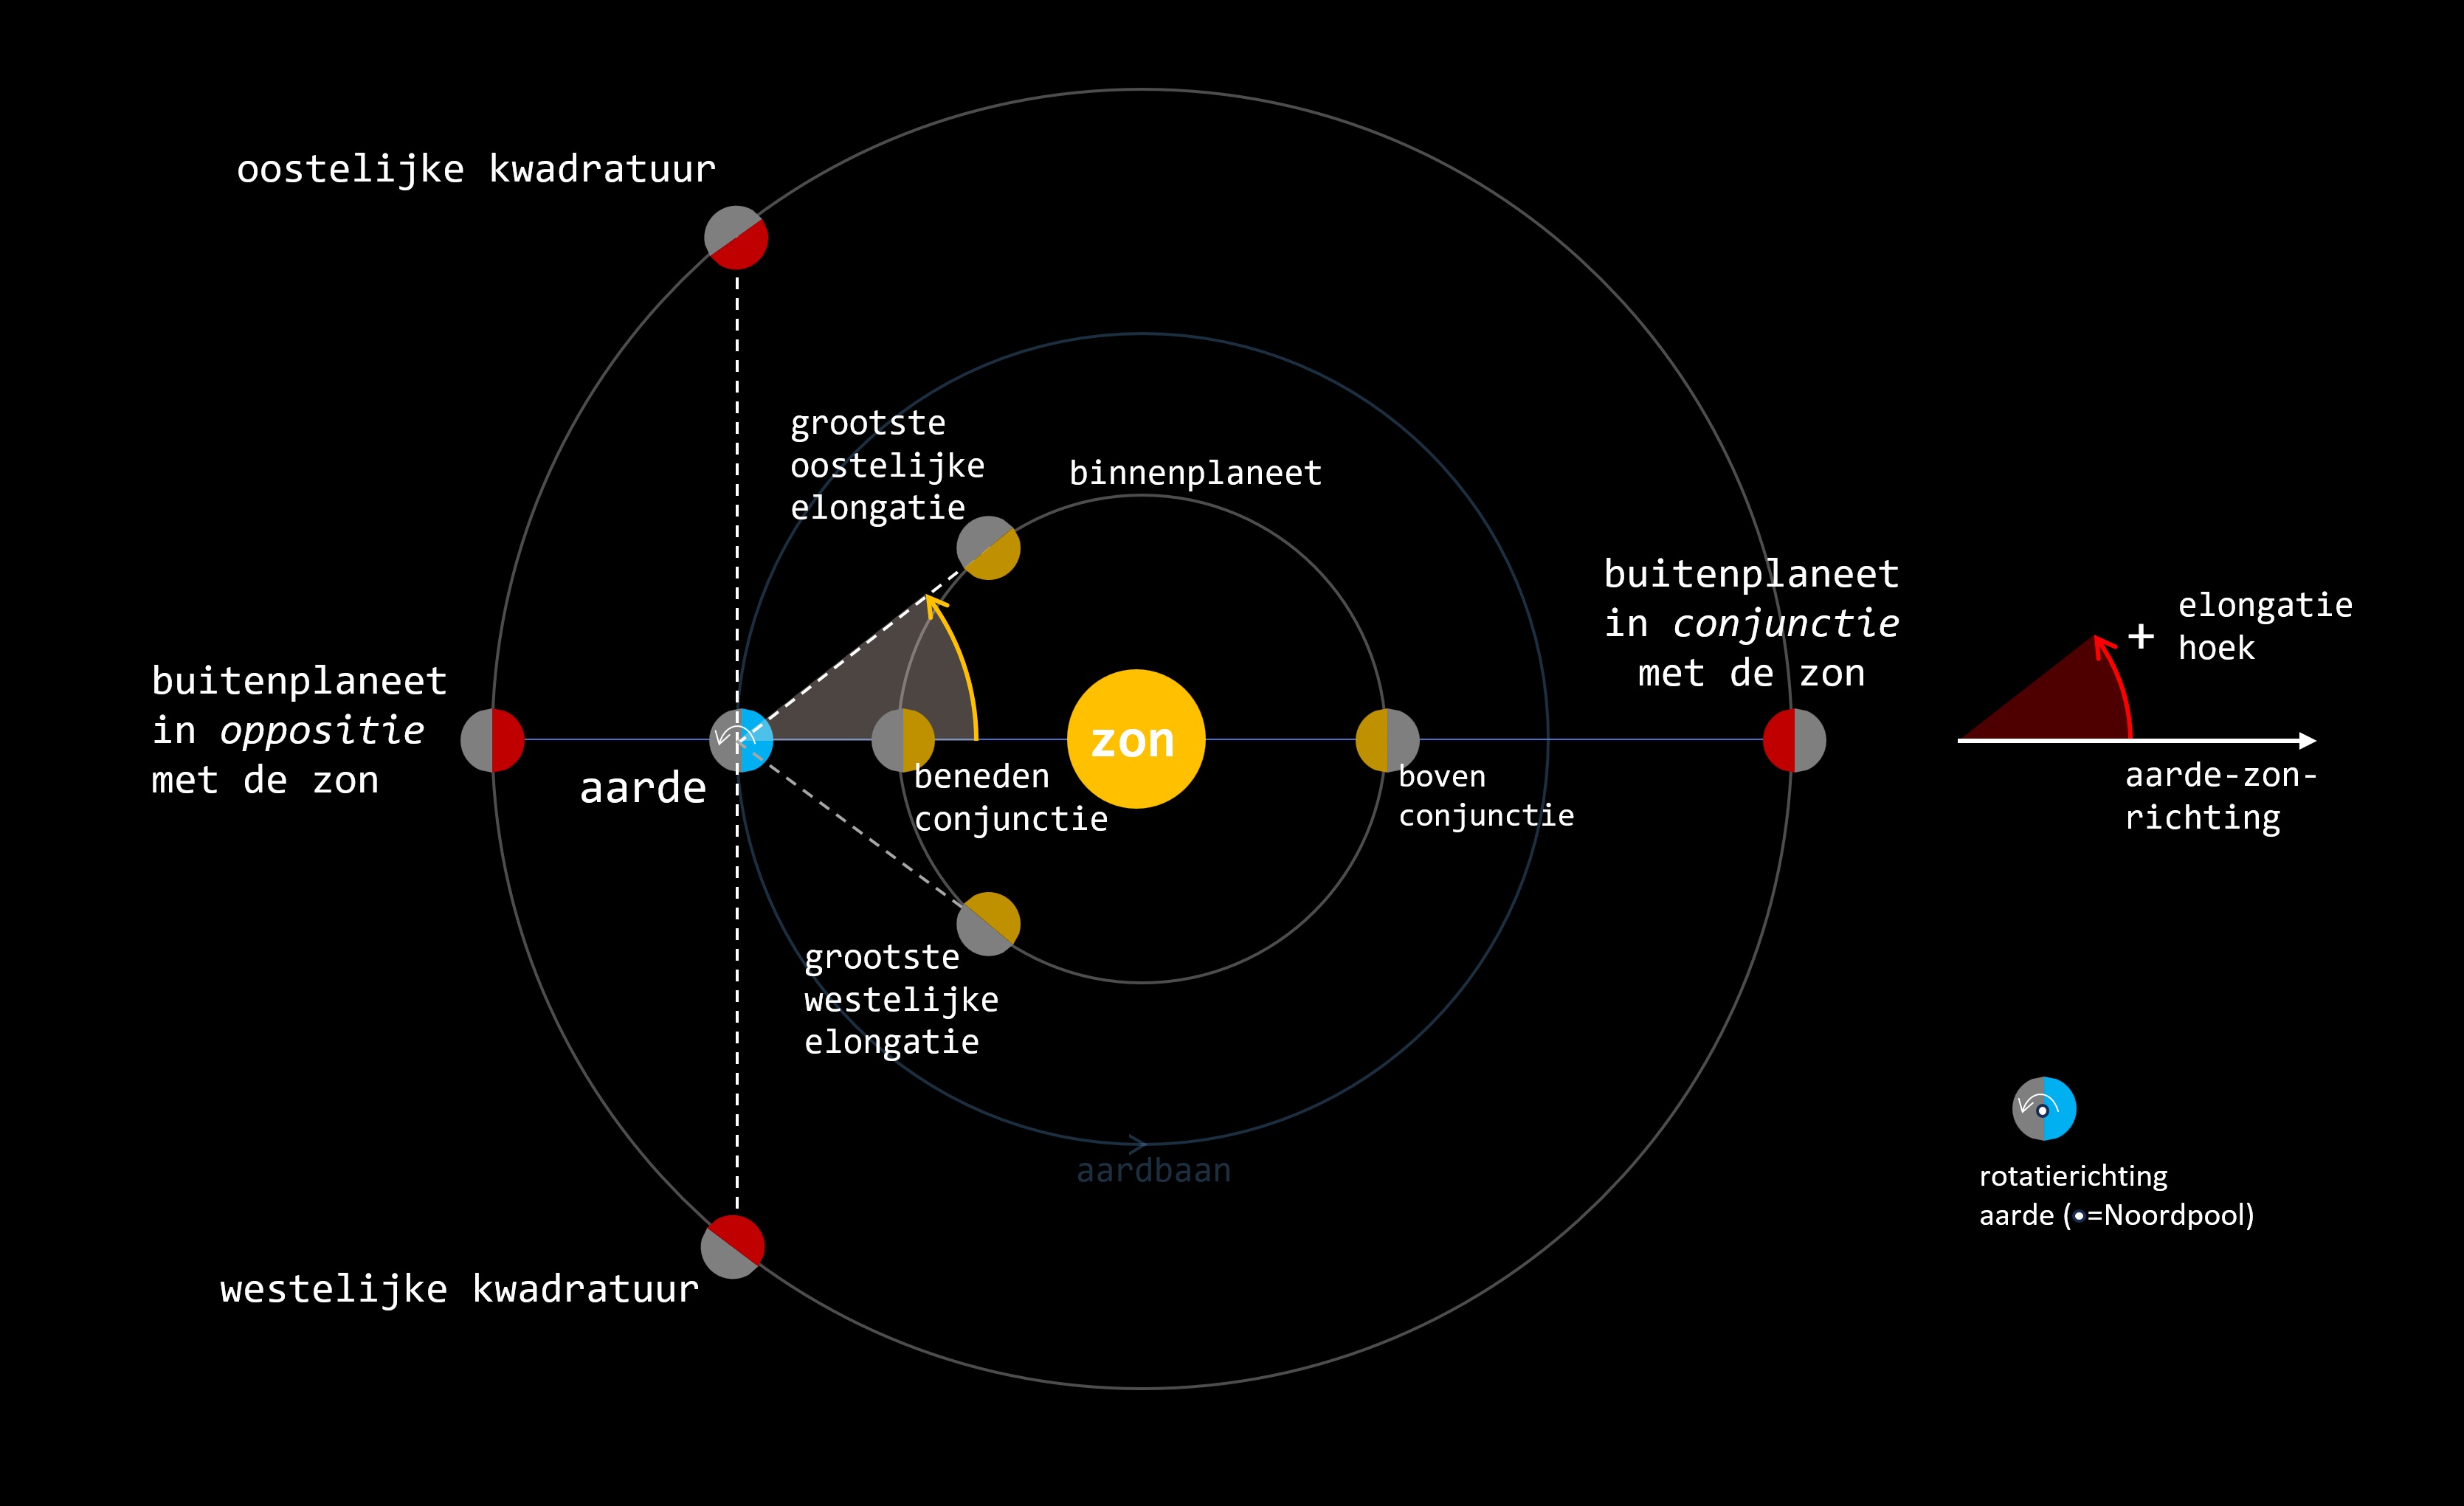 oostelijke kwadratuur
grootste
oostelijke
elongatie
binnenplaneet
buitenplaneet
in oppositie
met de zon
aarde
zon
beneden
conjunctie
boven
conjunctie
buitenplaneet
in conjunctie
met de zon
+
elongatie
hoek
aarde-zon-
richting
grootste
westelijke
elongatie
aardbaan
westelijke kwadratuur
rotatierichting
aarde (•=Noordpool)